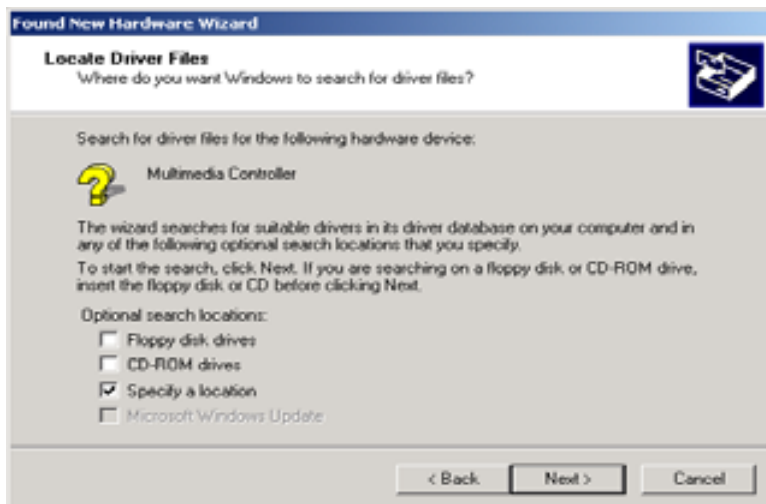 Found New Hardware Wizard
Locate Driver Files
Where do you want Windows to search for driver files?
Search for driver files for the following hardware device:
Multimedia Controller
The wizard searches for suitable drivers in its driver database on your computer and in
any of the following optional search locations that you specify.
To start the search, click Next. If you are searching on a floppy disk or CD-ROM drive,
insert the floppy disk or CD before clicking Next.
Optional search locations:
Floppy disk drives
CD-ROM drives
Specify a location
Microsoft Windows Update
< Back Next > Cancel